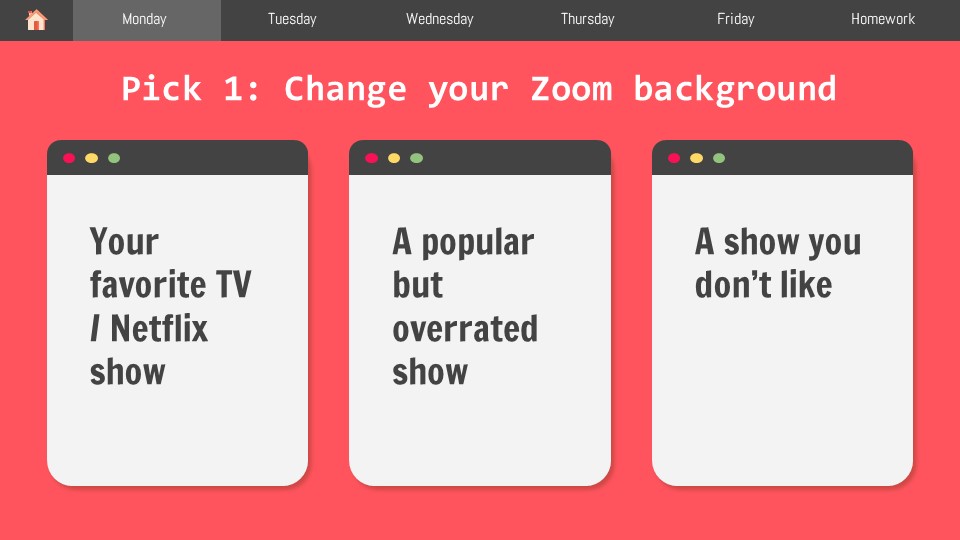 Monday
Tuesday
Wednesday
Thursday
Friday
Homework
Pick 1: Change your Zoom background
Your
favorite TV
/ Netflix
show
A popular
but
overrated
show
A show you
don’t like